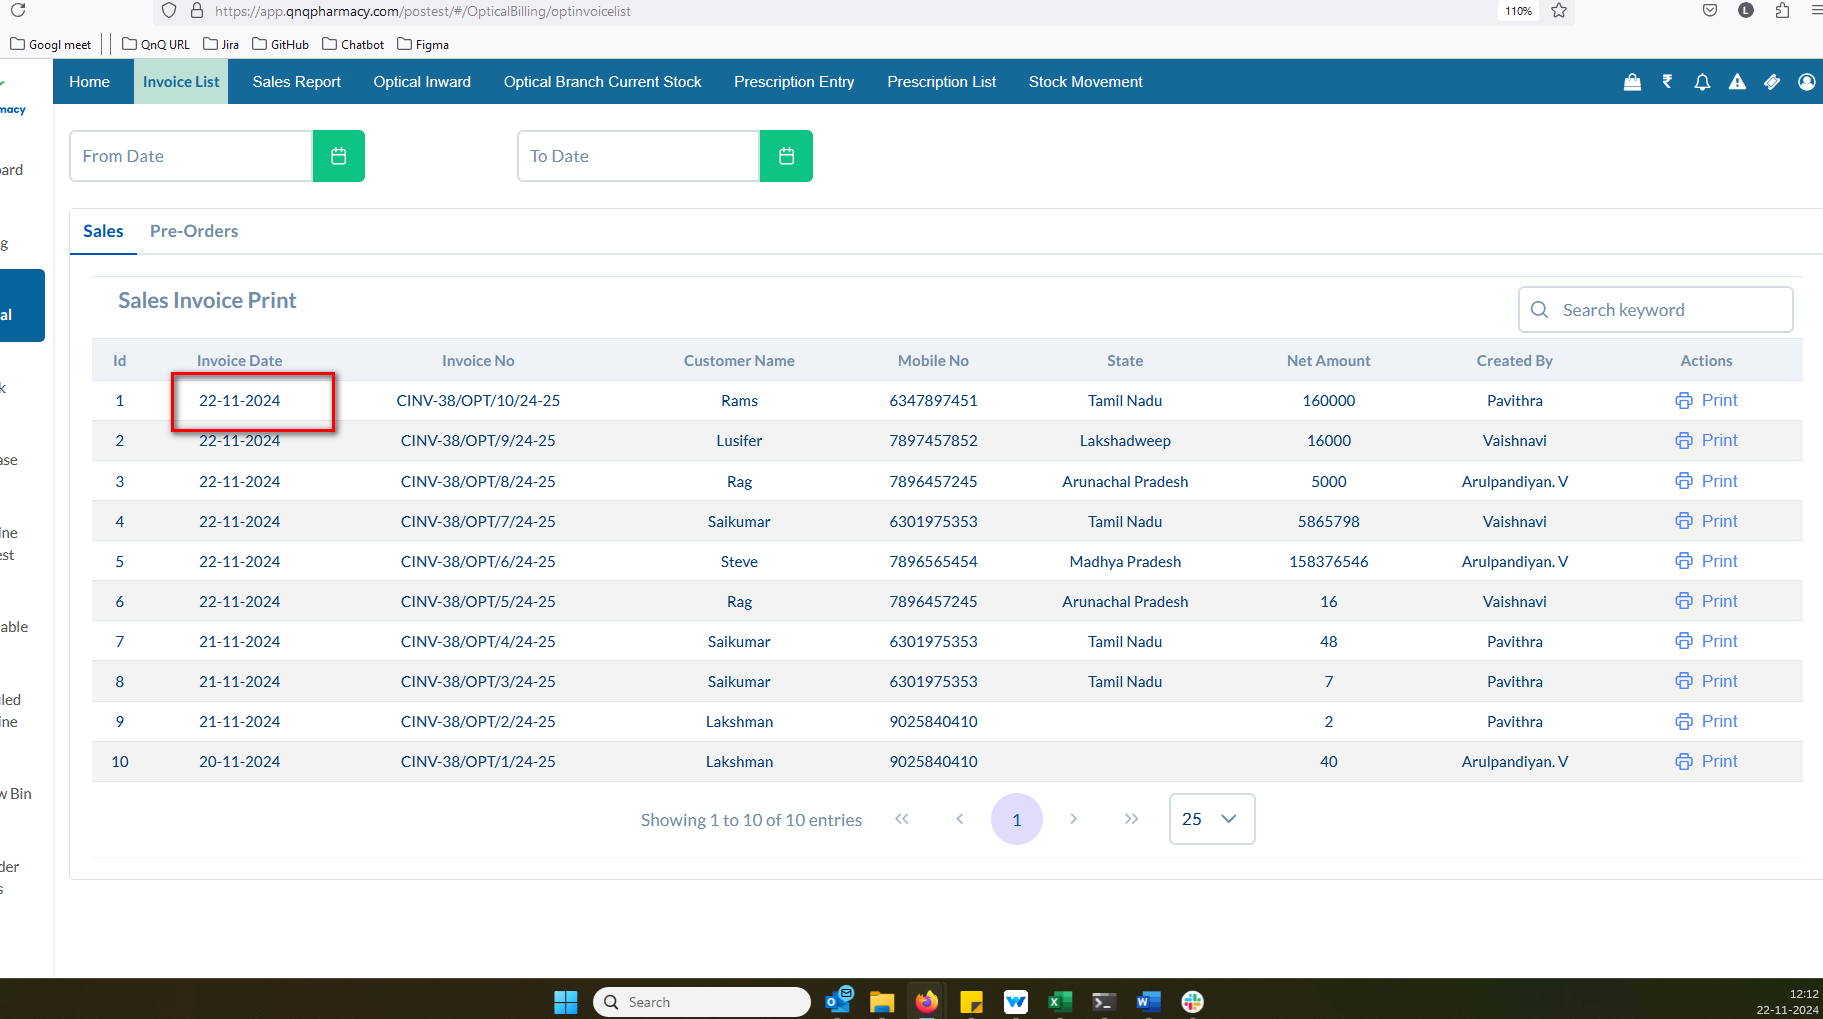 https://app.qnqpharmacy.com/postest/#/OpticalBilling/optinvoicelist 110% L
Googl meet QnQ URL Jira GitHub Chatbot Figma
Home Invoice List Sales Report Optical Inward Optical Branch Current Stock Prescription Entry Prescription List Stock Movement
macy
From Date To Date
ard
Sales Pre-Orders
g
Sales Invoice Print
Search keyword
al
Id Invoice Date Invoice No Customer Name Mobile No State Net Amount Created By Actions
1 22-11-2024 CINV-38/OPT/10/24-25 Rams 6347897451 Tamil Nadu 160000 Pavithra Print
2 22-11-2024 CINV-38/OPT/9/24-25 Lusifer 7897457852 Lakshadweep 16000 Vaishnavi Print
3 22-11-2024 CINV-38/OPT/8/24-25 Rag 7896457245 Arunachal Pradesh 5000 Arulpandiyan. V Print
4 22-11-2024 CINV-38/OPT/7/24-25 Saikumar 6301975353 Tamil Nadu 5865798 Vaishnavi Print
5 22-11-2024 CINV-38/OPT/6/24-25 Steve 7896565454 Madhya Pradesh 158376546 Arulpandiyan. V Print
6 22-11-2024 CINV-38/OPT/5/24-25 Rag 7896457245 Arunachal Pradesh 16 Vaishnavi Print
7 21-11-2024 CINV-38/OPT/4/24-25 Saikumar 6301975353 Tamil Nadu 48 Pavithra Print
8 21-11-2024 CINV-38/OPT/3/24-25 Saikumar 6301975353 Tamil Nadu 7 Pavithra Print
9 21-11-2024 CINV-38/OPT/2/24-25 Lakshman 9025840410 2 Pavithra Print
10 20-11-2024 CINV-38/OPT/1/24-25 Lakshman 9025840410 40 Arulpandiyan. V Print
k
ase
ine
est
able
led
ine
w Bin
der
s
Showing 1 to 10 of 10 entries 1 25
Search
12:12
22-11-2024